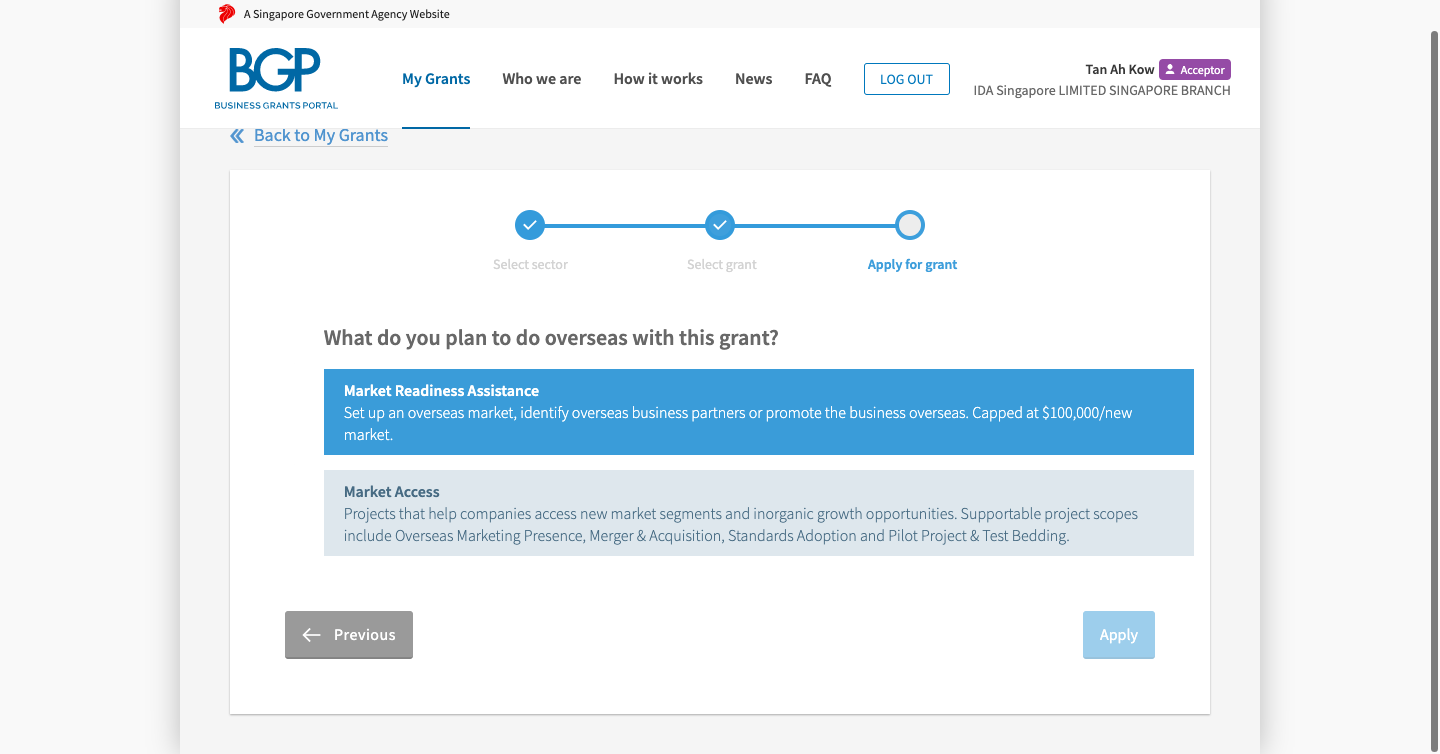 A Singapore Government Agency Website
BGP
BUSINESS GRANTS PORTAL
My Grants
Who we are
How it works
News
FAQ
LOG OUT
Tan Ah Kow
Acceptor
IDA Singapore LIMITED SINGAPORE BRANCH
Back to My Grants
Select sector
Select grant
Apply for grant
What do you plan to do overseas with this grant?
Market Readiness Assistance
Set up an overseas market, identify overseas business partners or promote the business overseas. Capped at $100,000/new
market.
Market Access
Projects that help companies access new market segments and inorganic growth opportunities. Supportable project scopes
include Overseas Marketing Presence, Merger & Acquisition, Standards Adoption and Pilot Project & Test Bedding.
Previous
Apply